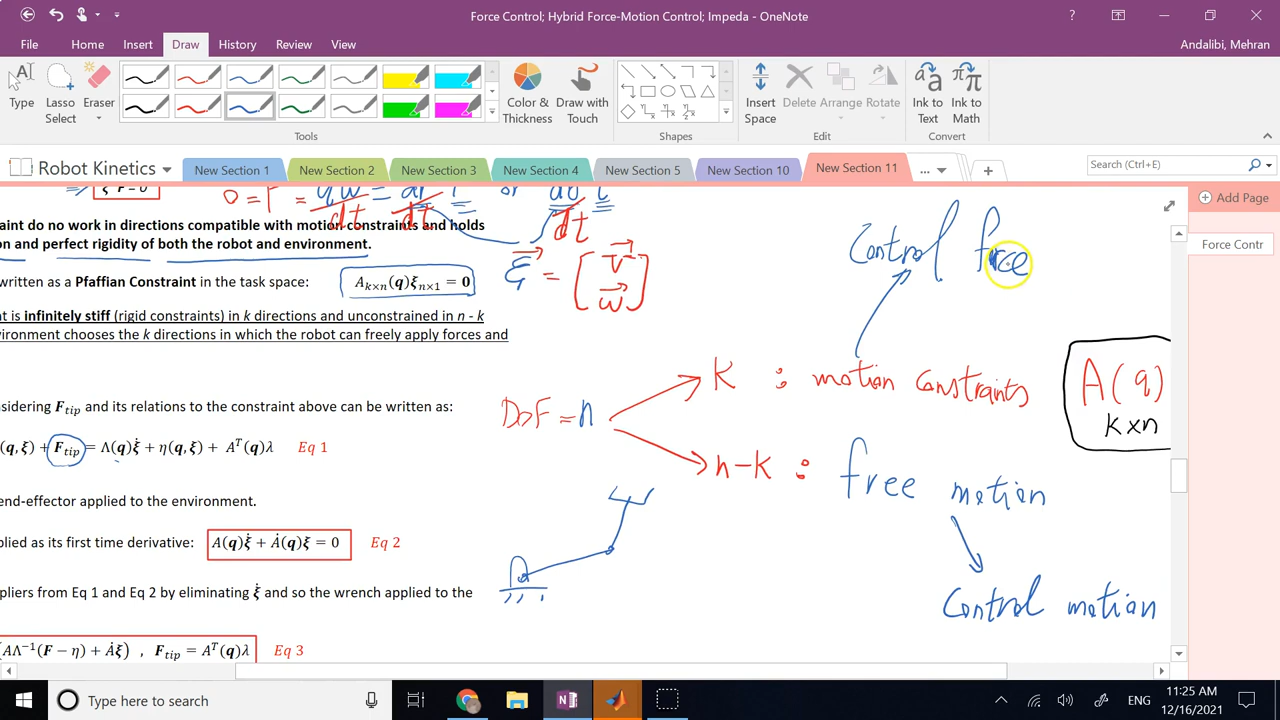 Force Control; Hybrid Force-Motion Control; Impeda - OneNote
Andalibi, Mehran
File Home Insert Draw History Review View
Type Lasso Select Eraser Color & Thickness Draw with Touch Insert Space Delete Arrange Rotate Ink to Text Ink to Math
Tools Shapes Edit Convert
Robot Kinetics New Section 1 New Section 2 New Section 3 New Section 4 New Section 5 New Section 10 New Section 11 ... Search (Ctrl+E)
Add Page
Force Contr
or
aint do no work in directions compatible with motion constraints and holds
on and perfect rigidity of both the robot and environment.
written as a Pfaffian Constraint in the task space: A_{k×n}(q)ξ_{n×1} = 0
ξ = [v w]
Control force
nt is infinitely stiff (rigid constraints) in k directions and unconstrained in n - k
vironment chooses the k directions in which the robot can freely apply forces and
K : motion constraints
A(q)
k×n
nsidering F_{tip} and its relations to the constraint above can be written as:
DoF = n
(q,ξ) + F_{tip} = Λ(q)ξ̇ + η(q,ξ) + A^T(q)λ Eq 1
n-K : free motion
end-effector applied to the environment.
plied as its first time derivative: A(q)ξ̇ + Ȧ(q)ξ = 0 Eq 2
pliers from Eq 1 and Eq 2 by eliminating ξ̇ and so the wrench applied to the
Control motion
(AΛ⁻¹(F − η) + Ȧξ) , F_{tip} = A^T(q)λ Eq 3
Type here to search
ENG
11:25 AM
12/16/2021